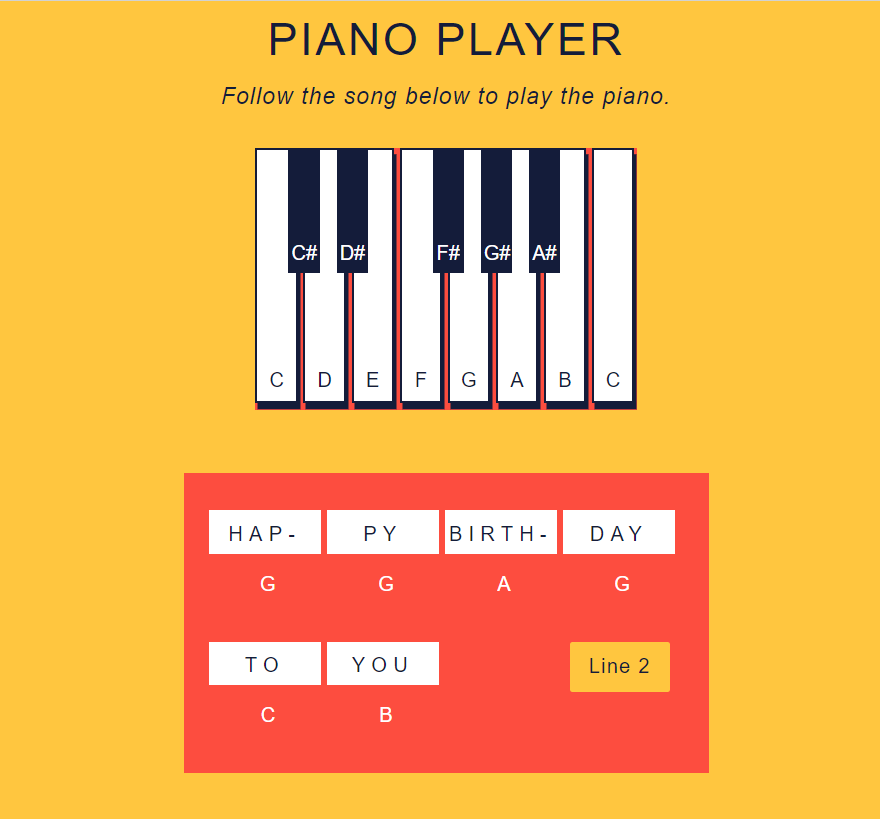 PIANO PLAYER
Follow the song below to play the piano.
C# D# F# G# A#
C D E F G A B C
HAP- PY BIRTH- DAY
G G A G
TO YOU Line 2
C B